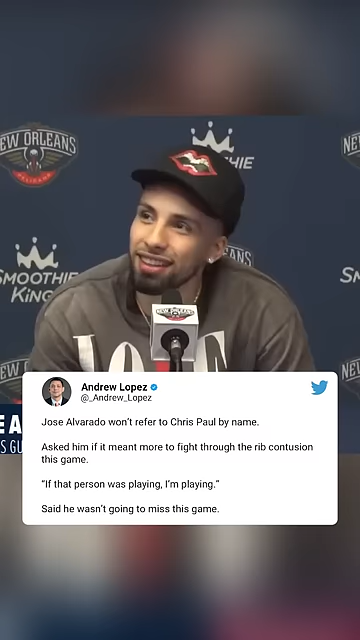 NEW ORLEANS
PELICANS
SMOOTHIE
KING
NEW ORLEANS
Andrew Lopez
@_Andrew_Lopez
Jose Alvarado won't refer to Chris Paul by name.
Asked him if it meant more to fight through the rib contusion
this game.
"If that person was playing, I'm playing."
Said he wasn't going to miss this game.